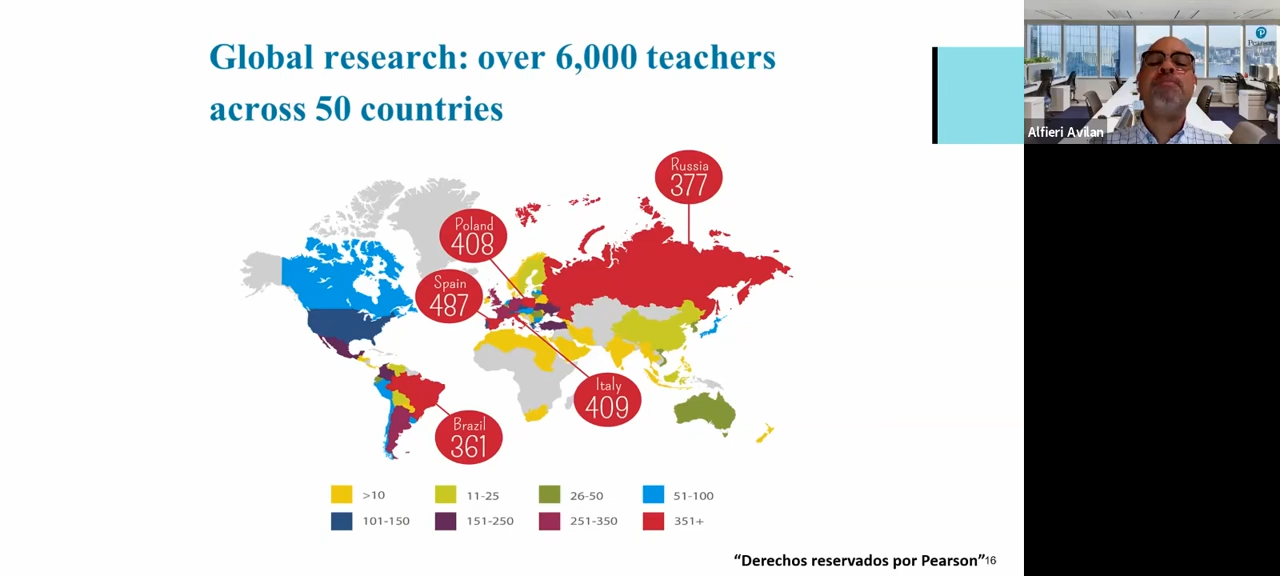 Global research: over 6,000 teachers
across 50 countries
Pearson
Alfieri Avilan
Russia
377
Poland
408
Spain
487
Italy
409
Brazil
361
>10
11-25
26-50
51-100
101-150
151-250
251-350
351+
“Derechos reservados por Pearson”16